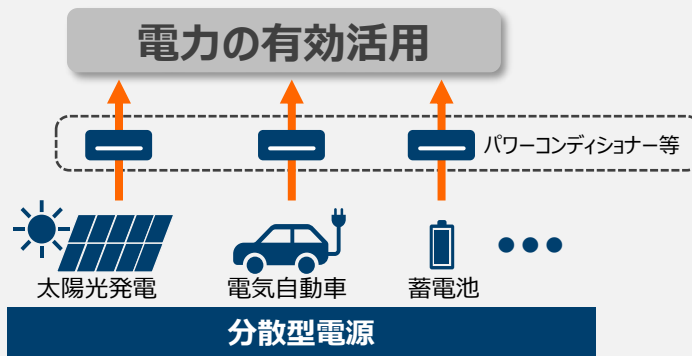 電力の有効活用
パワーコンディショナー等
太陽光発電
電気自動車
蓄電池
分散型電源